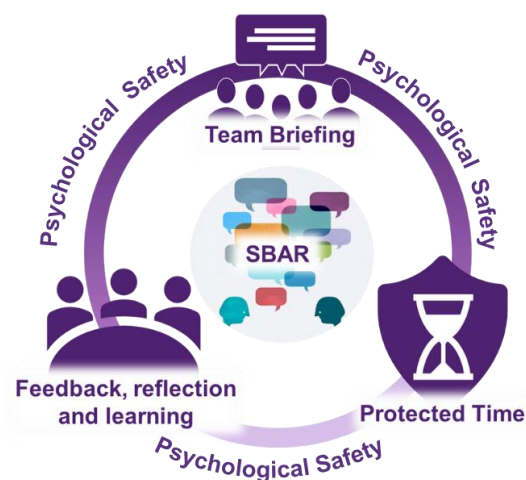 Psychological Safety
Psychological Safety
Team Briefing
SBAR
Feedback, reflection
and learning
Protected Time
Psychological Safety